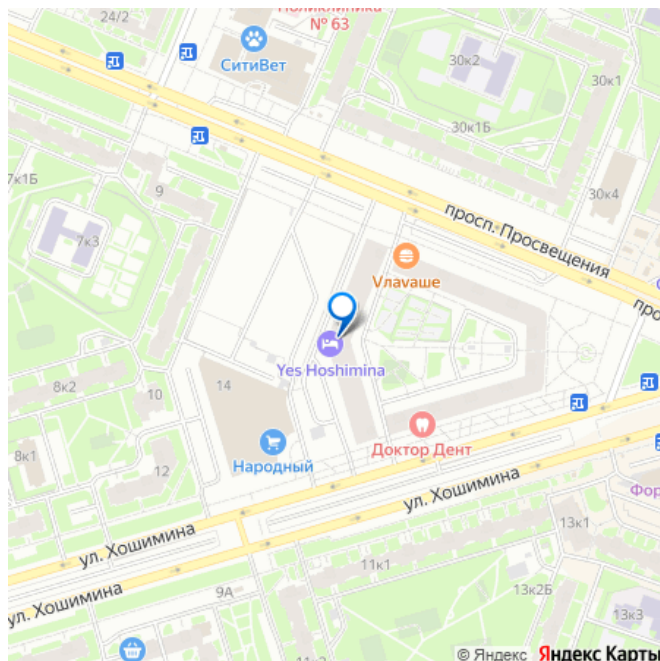 24/2
Поликлиника
№ 63
СитиВет
30к2
30к1
30к1Б
7к1Б
9
30к4
просп. Просвещения
7к3
Vлаvаше
Yes Hoshimina
8к2
14
10
8к1
Народный
Доктор Дент
12
ул. Хошимина
ул. Хошимина
13к1
11к1
ул. Хошимина
9А
13к2Б
13к3
11к3
© Яндекс Яндекс Карты